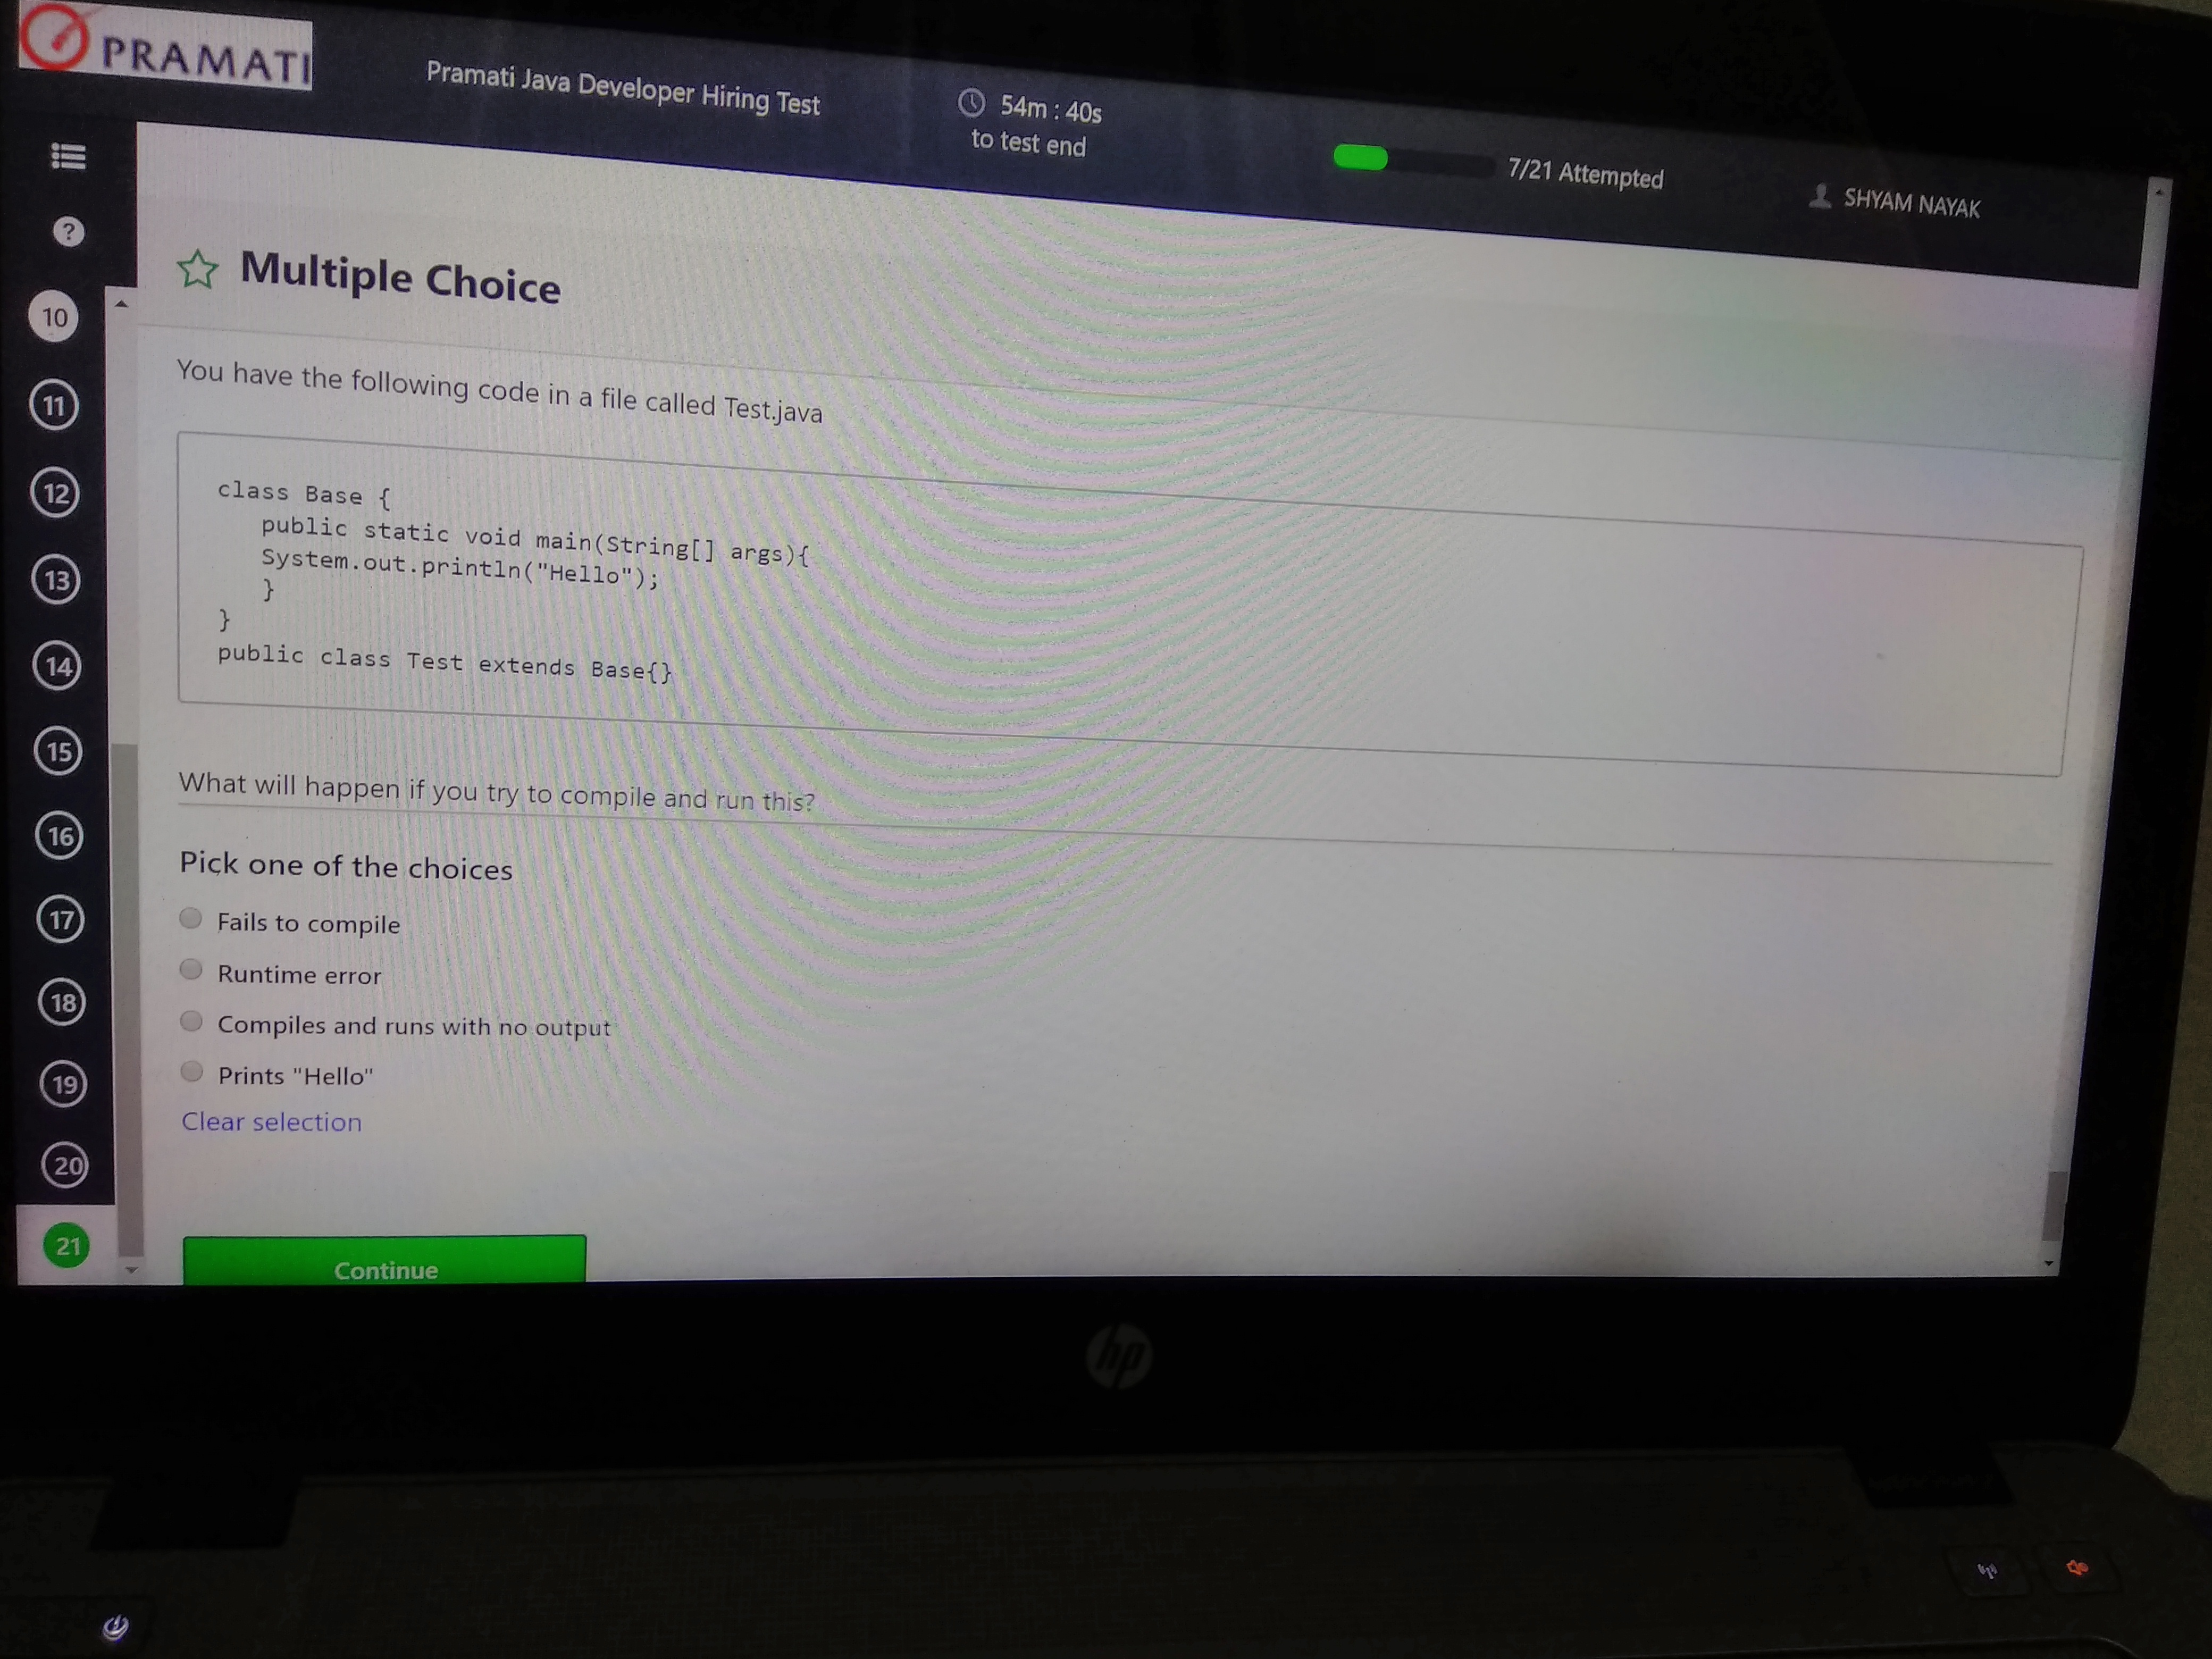 PRAMATI
Pramati Java Developer Hiring Test
54m : 40s
to test end
7/21 Attempted
SHYAM NAYAK
?
10
11
12
13
14
15
16
17
18
19
20
21
Multiple Choice
You have the following code in a file called Test.java
class Base {
public static void main(String[] args){
System.out.println("Hello");
}
}
public class Test extends Base{}
What will happen if you try to compile and run this?
Pick one of the choices
Fails to compile
Runtime error
Compiles and runs with no output
Prints "Hello"
Clear selection
Continue
hp